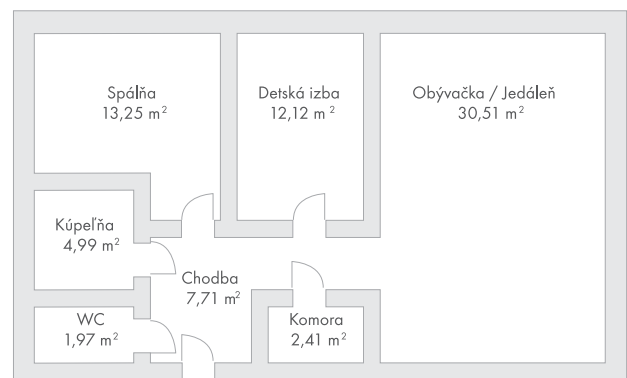 Spálňa
13,25 m²
Detská izba
12,12 m²
Obývačka / Jedáleň
30,51 m²
Kúpeľňa
4,99 m²
Chodba
7,71 m²
WC
1,97 m²
Komora
2,41 m²